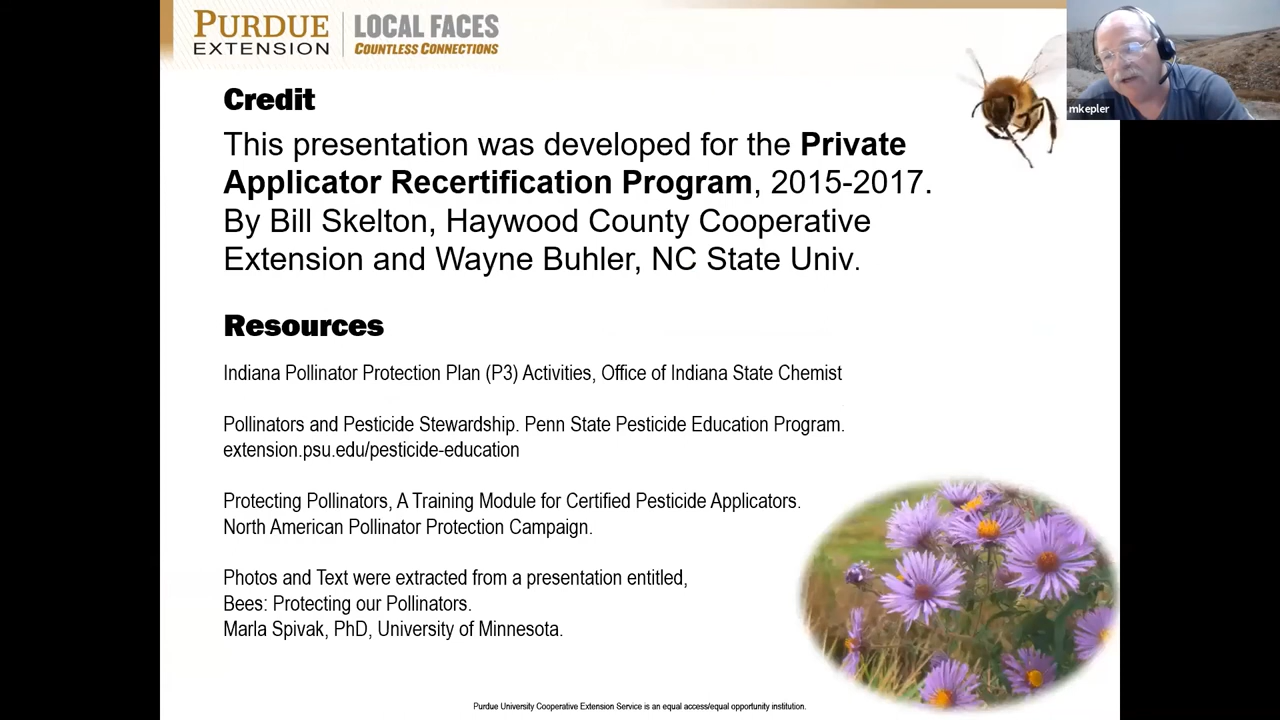 PURDUE
EXTENSION
LOCAL FACES
COUNTLESS CONNECTIONS
mkepler
Credit
This presentation was developed for the Private
Applicator Recertification Program, 2015-2017.
By Bill Skelton, Haywood County Cooperative
Extension and Wayne Buhler, NC State Univ.
Resources
Indiana Pollinator Protection Plan (P3) Activities, Office of Indiana State Chemist
Pollinators and Pesticide Stewardship. Penn State Pesticide Education Program.
extension.psu.edu/pesticide-education
Protecting Pollinators, A Training Module for Certified Pesticide Applicators.
North American Pollinator Protection Campaign.
Photos and Text were extracted from a presentation entitled,
Bees: Protecting our Pollinators.
Marla Spivak, PhD, University of Minnesota.
Purdue University Cooperative Extension Service is an equal access/equal opportunity institution.